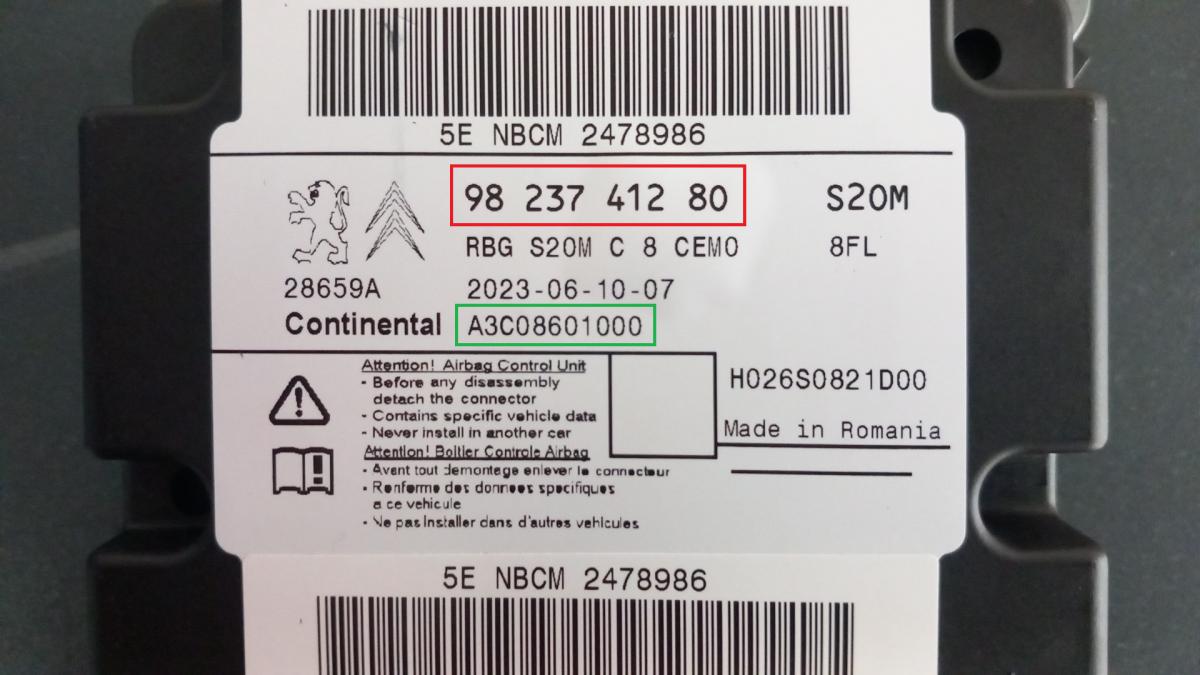 5E NBCM 2478986
98 237 412 80 S20M
RBG S20M C 8 CEMO 8FL
28659A 2023-06-10-07
Continental A3C08601000
Attention! Airbag Control Unit
- Before any disassembly
detach the connector
- Contains specific vehicle data
- Never install in another car
H026S0821D00
Made in Romania
Attention! Boitier Controle Airbag
- Avant tout demontage enlever le connecteur
- Renferme des donnees specifiques
a ce vehicule
- Ne pas installer dans d'autres vehicules
5E NBCM 2478986